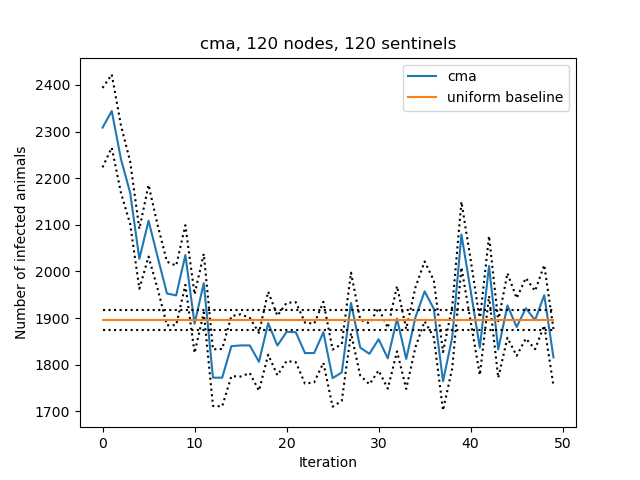 cma, 120 nodes, 120 sentinels
cma
uniform baseline
Number of infected animals
2400
2300
2200
2100
2000
1900
1800
1700
0 10 20 30 40 50
Iteration